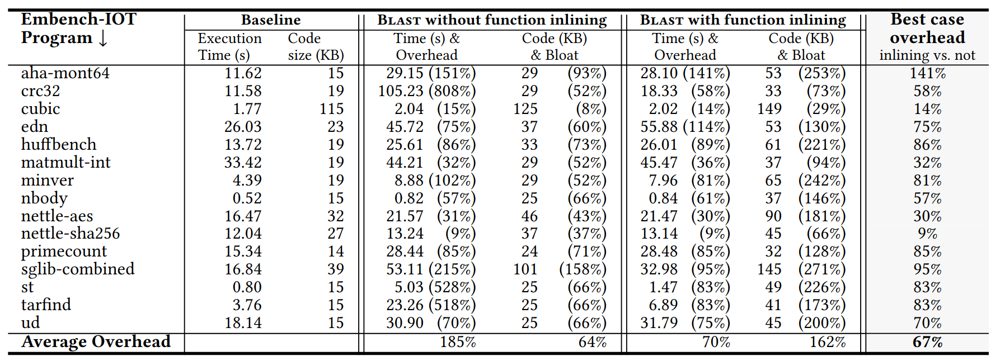 Embench-IOT Baseline BLAST without function inlining BLAST with function inlining Best case
Program ↓ Execution Code Time (s) & Code (KB) Time (s) & Code (KB) overhead
Time (s) size (KB) Overhead & Bloat Overhead & Bloat inlining vs. not
aha-mont64 11.62 15 29.15 (151%) 29 (93%) 28.10 (141%) 53 (253%) 141%
crc32 11.58 19 105.23 (808%) 29 (52%) 18.33 (58%) 33 (73%) 58%
cubic 1.77 115 2.04 (15%) 125 (8%) 2.02 (14%) 149 (29%) 14%
edn 26.03 23 45.72 (75%) 37 (60%) 55.88 (114%) 53 (130%) 75%
huffbench 13.72 19 25.61 (86%) 33 (73%) 26.01 (89%) 61 (221%) 86%
matmult-int 33.42 19 44.21 (32%) 29 (52%) 45.47 (36%) 37 (94%) 32%
minver 4.39 19 8.88 (102%) 29 (52%) 7.96 (81%) 65 (242%) 81%
nbody 0.52 15 0.82 (57%) 25 (66%) 0.84 (61%) 37 (146%) 57%
nettle-aes 16.47 32 21.57 (31%) 46 (43%) 21.47 (30%) 90 (181%) 30%
nettle-sha256 12.04 27 13.24 (9%) 37 (37%) 13.14 (9%) 45 (66%) 9%
primecount 15.34 14 28.44 (85%) 24 (71%) 28.48 (85%) 32 (128%) 85%
sglib-combined 16.84 39 53.11 (215%) 101 (158%) 32.98 (95%) 145 (271%) 95%
st 0.80 15 5.03 (528%) 25 (66%) 1.47 (83%) 49 (226%) 83%
tarfind 3.76 15 23.26 (518%) 25 (66%) 6.89 (83%) 41 (173%) 83%
ud 18.14 15 30.90 (70%) 25 (66%) 31.79 (75%) 45 (200%) 70%
Average Overhead 185% 64% 70% 162% 67%